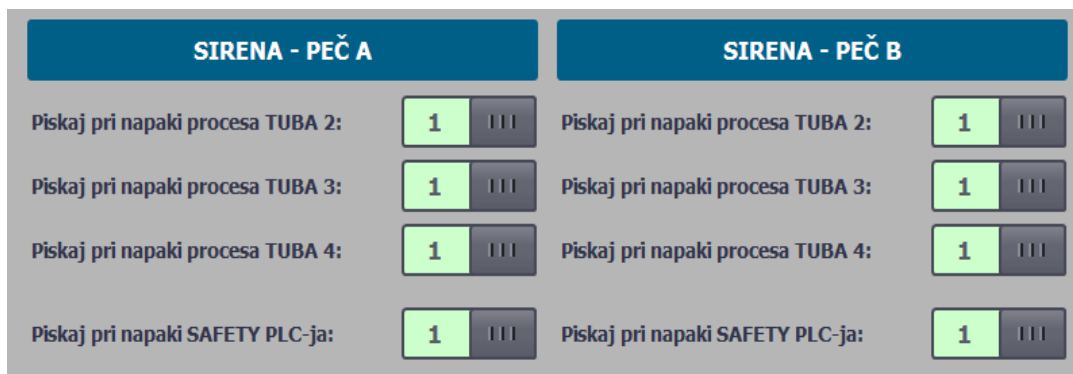 SIRENA - PEČ A
SIRENA - PEČ B
Piskaj pri napaki procesa TUBA 2: 1
Piskaj pri napaki procesa TUBA 2: 1
Piskaj pri napaki procesa TUBA 3: 1
Piskaj pri napaki procesa TUBA 3: 1
Piskaj pri napaki procesa TUBA 4: 1
Piskaj pri napaki procesa TUBA 4: 1
Piskaj pri napaki SAFETY PLC-ja: 1
Piskaj pri napaki SAFETY PLC-ja: 1